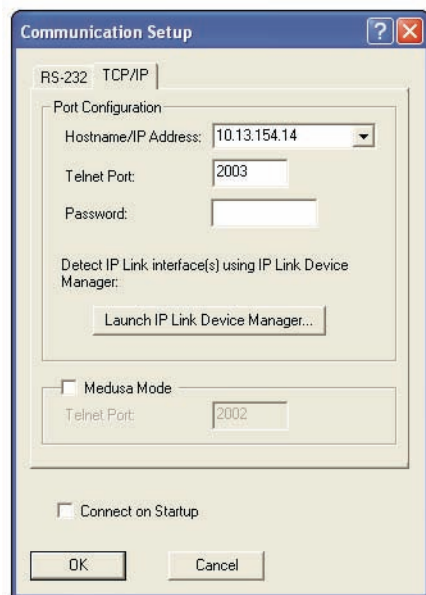 Communication Setup
RS-232 TCP/IP
Port Configuration
Hostname/IP Address: 10.13.154.14
Telnet Port: 2003
Password:
Detect IP Link interface(s) using IP Link Device
Manager:
Launch IP Link Device Manager...
Medusa Mode
Telnet Port: 2002
Connect on Startup
OK Cancel